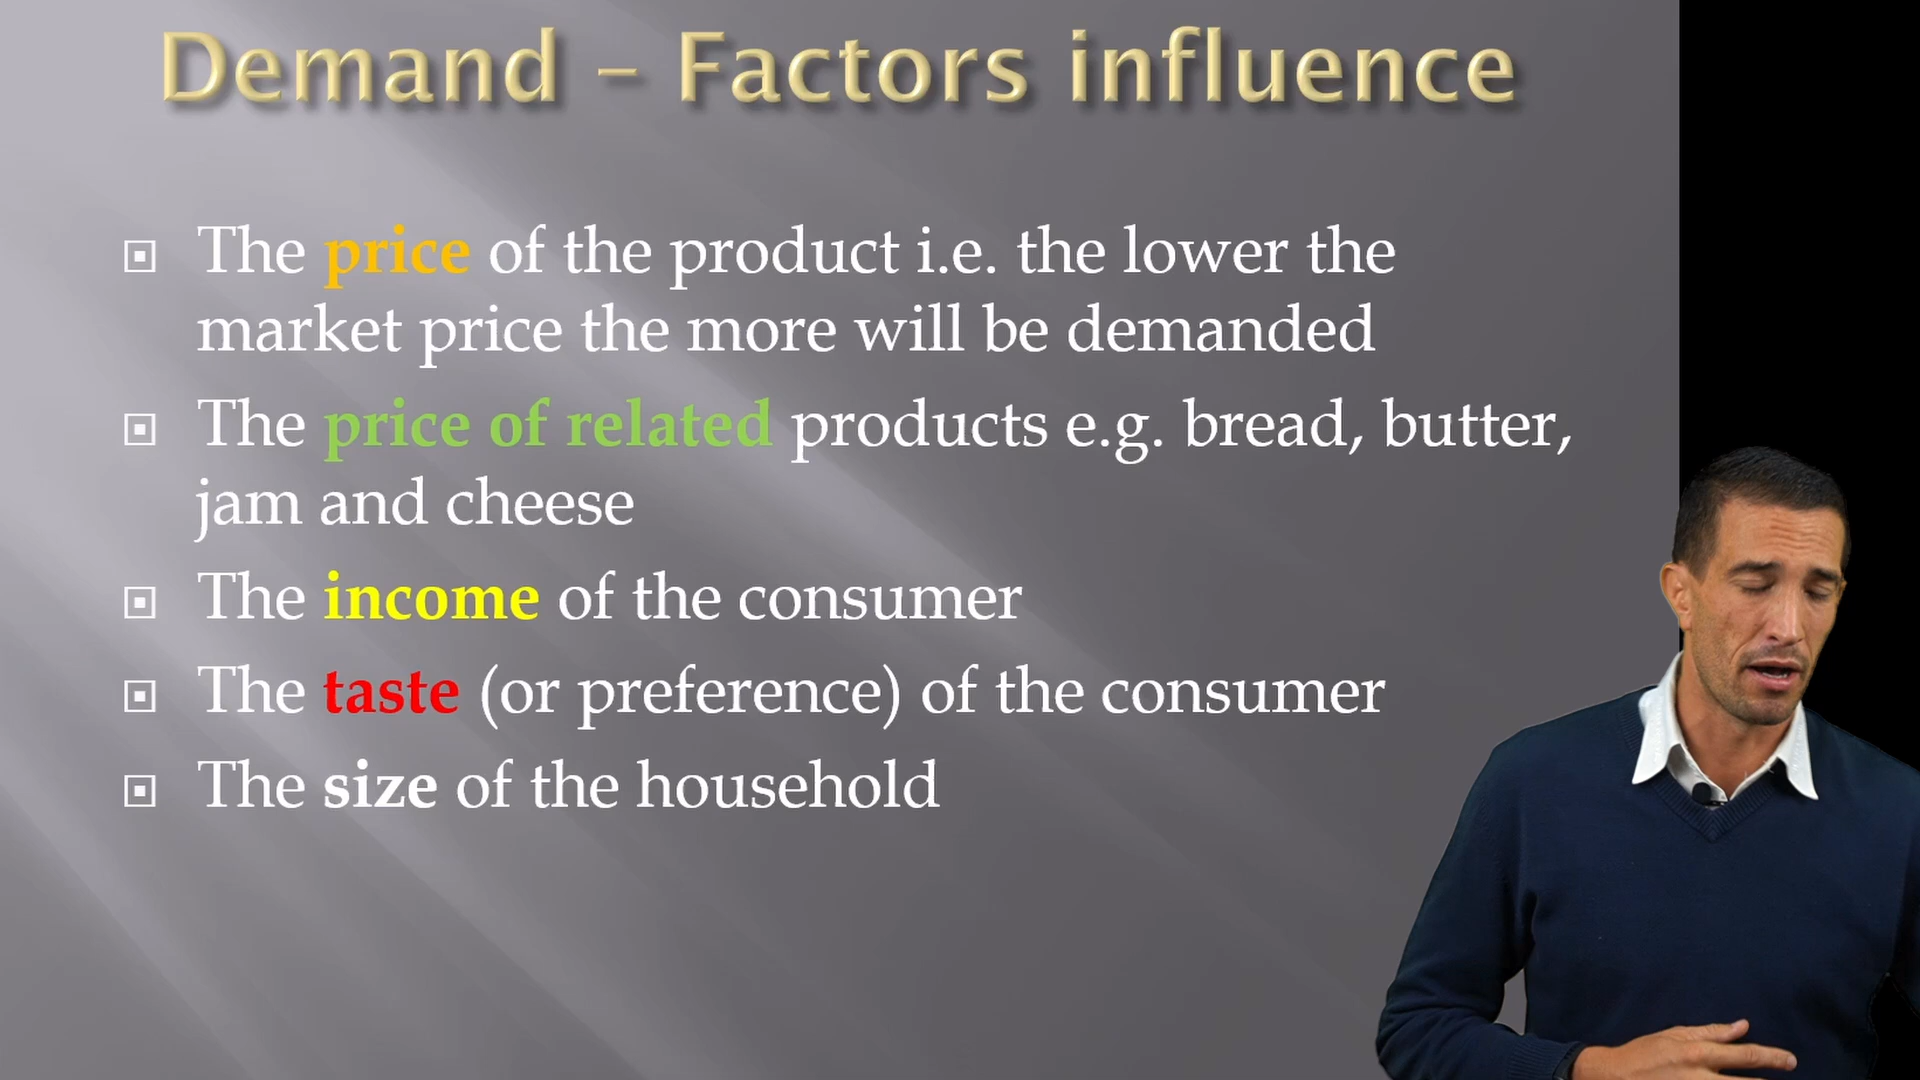 Demand – Factors influence
The price of the product i.e. the lower the
market price the more will be demanded
The price of related products e.g. bread, butter,
jam and cheese
The income of the consumer
The taste (or preference) of the consumer
The size of the household